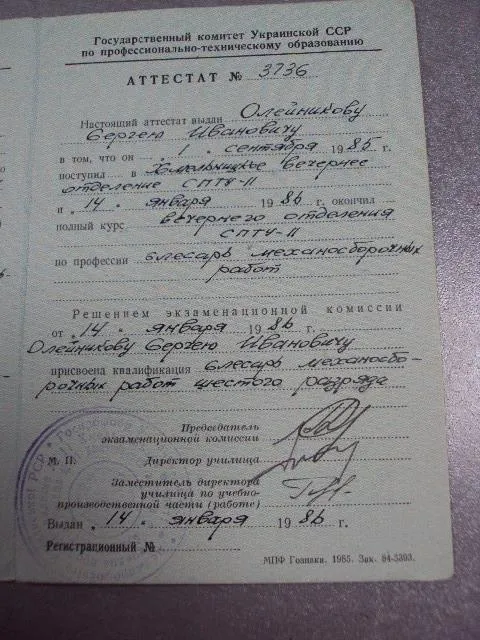 Государственный комитет Украинской ССР
по профессионально-техническому образованию
АТТЕСТАТ № 3736
Настоящий аттестат выдан Олейникову
Сергею Ивановичу
в том, что он „ 1 " сентября 1985 г.
поступил в Хмельницкое вечернее
отделение СПТУ-11
и „ 14 " января 1986 г. окончил
полный курс вечернего отделения
СПТУ-11
по профессии слесарь механосборочных
работ
Решением экзаменационной комиссии
от „ 14 " января 1986 г.
Олейникову Сергею Ивановичу
присвоена квалификация слесарь механосбо-
рочных работ шестого разряда
Председатель
экзаменационной комиссии
М. П. Директор училища
Заместитель директора
училища по учебно-
производственной части (работе)
Выдан „ 14 " января 1986 г.
Регистрационный №
МПФ Гознака. 1985. Зак. 84-5393.